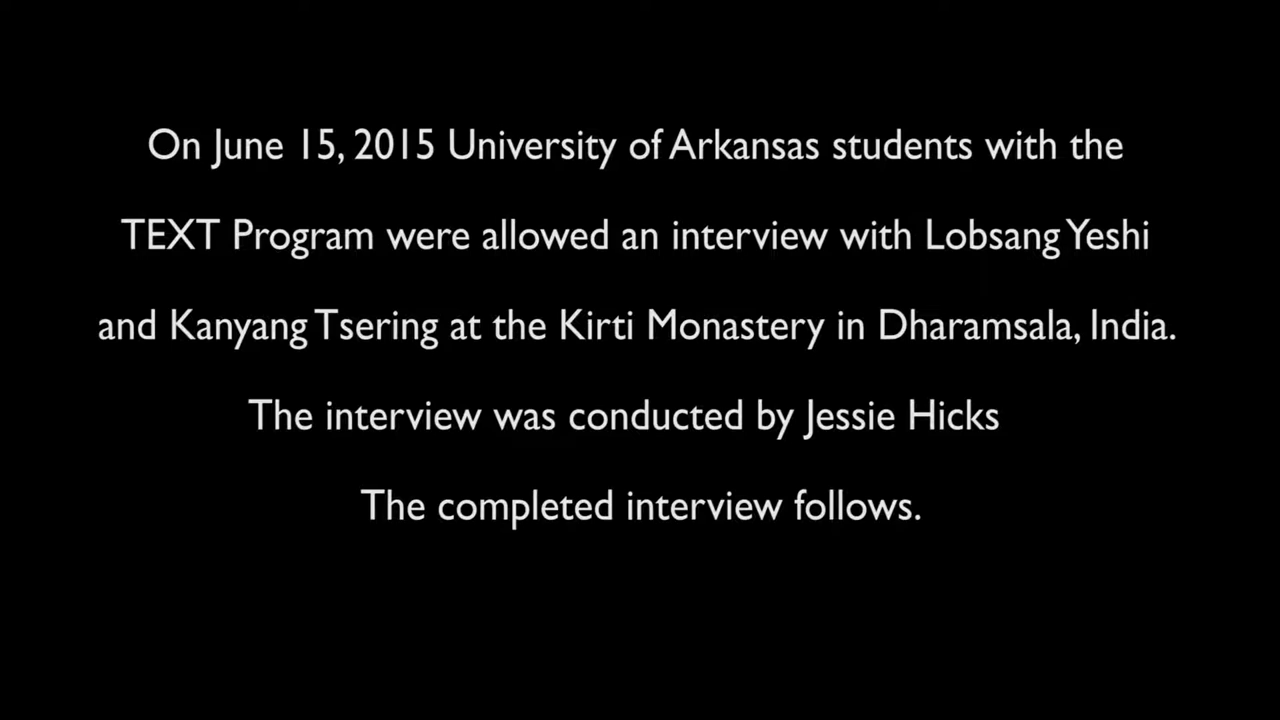 On June 15, 2015 University of Arkansas students with the
TEXT Program were allowed an interview with Lobsang Yeshi
and Kanyang Tsering at the Kirti Monastery in Dharamsala, India.
The interview was conducted by Jessie Hicks
The completed interview follows.